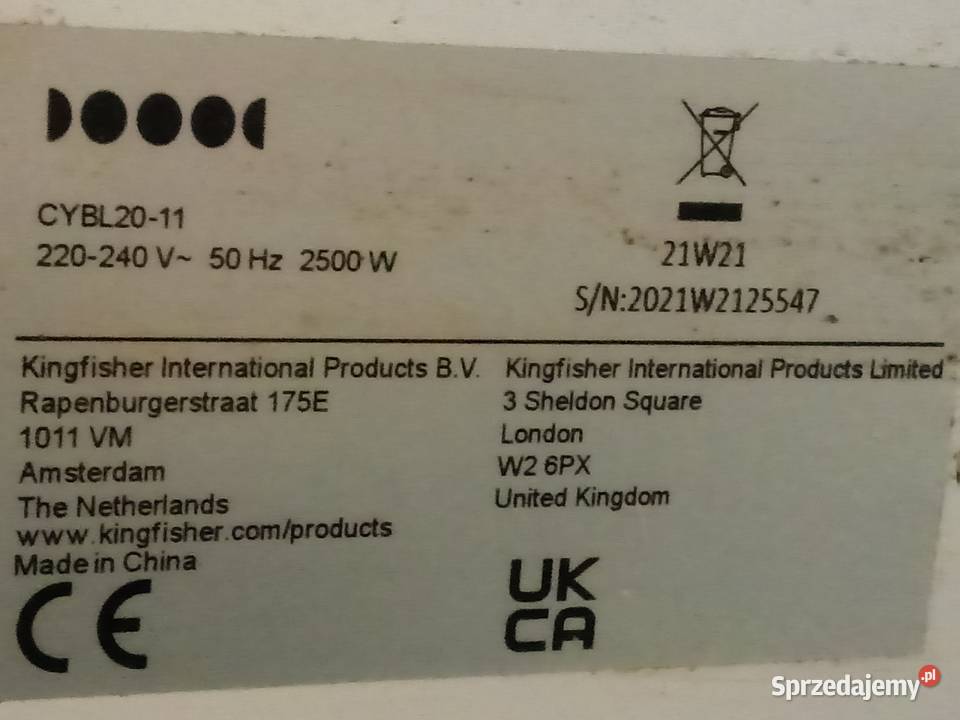 CYBL20-11
220-240 V~ 50 Hz 2500 W
21W21
S/N:2021W2125547
Kingfisher International Products B.V.
Rapenburgerstraat 175E
1011 VM
Amsterdam
The Netherlands
www.kingfisher.com/products
Made in China
CE
Kingfisher International Products Limited
3 Sheldon Square
London
W2 6PX
United Kingdom
UK
CA
Sprzedajemy.pl